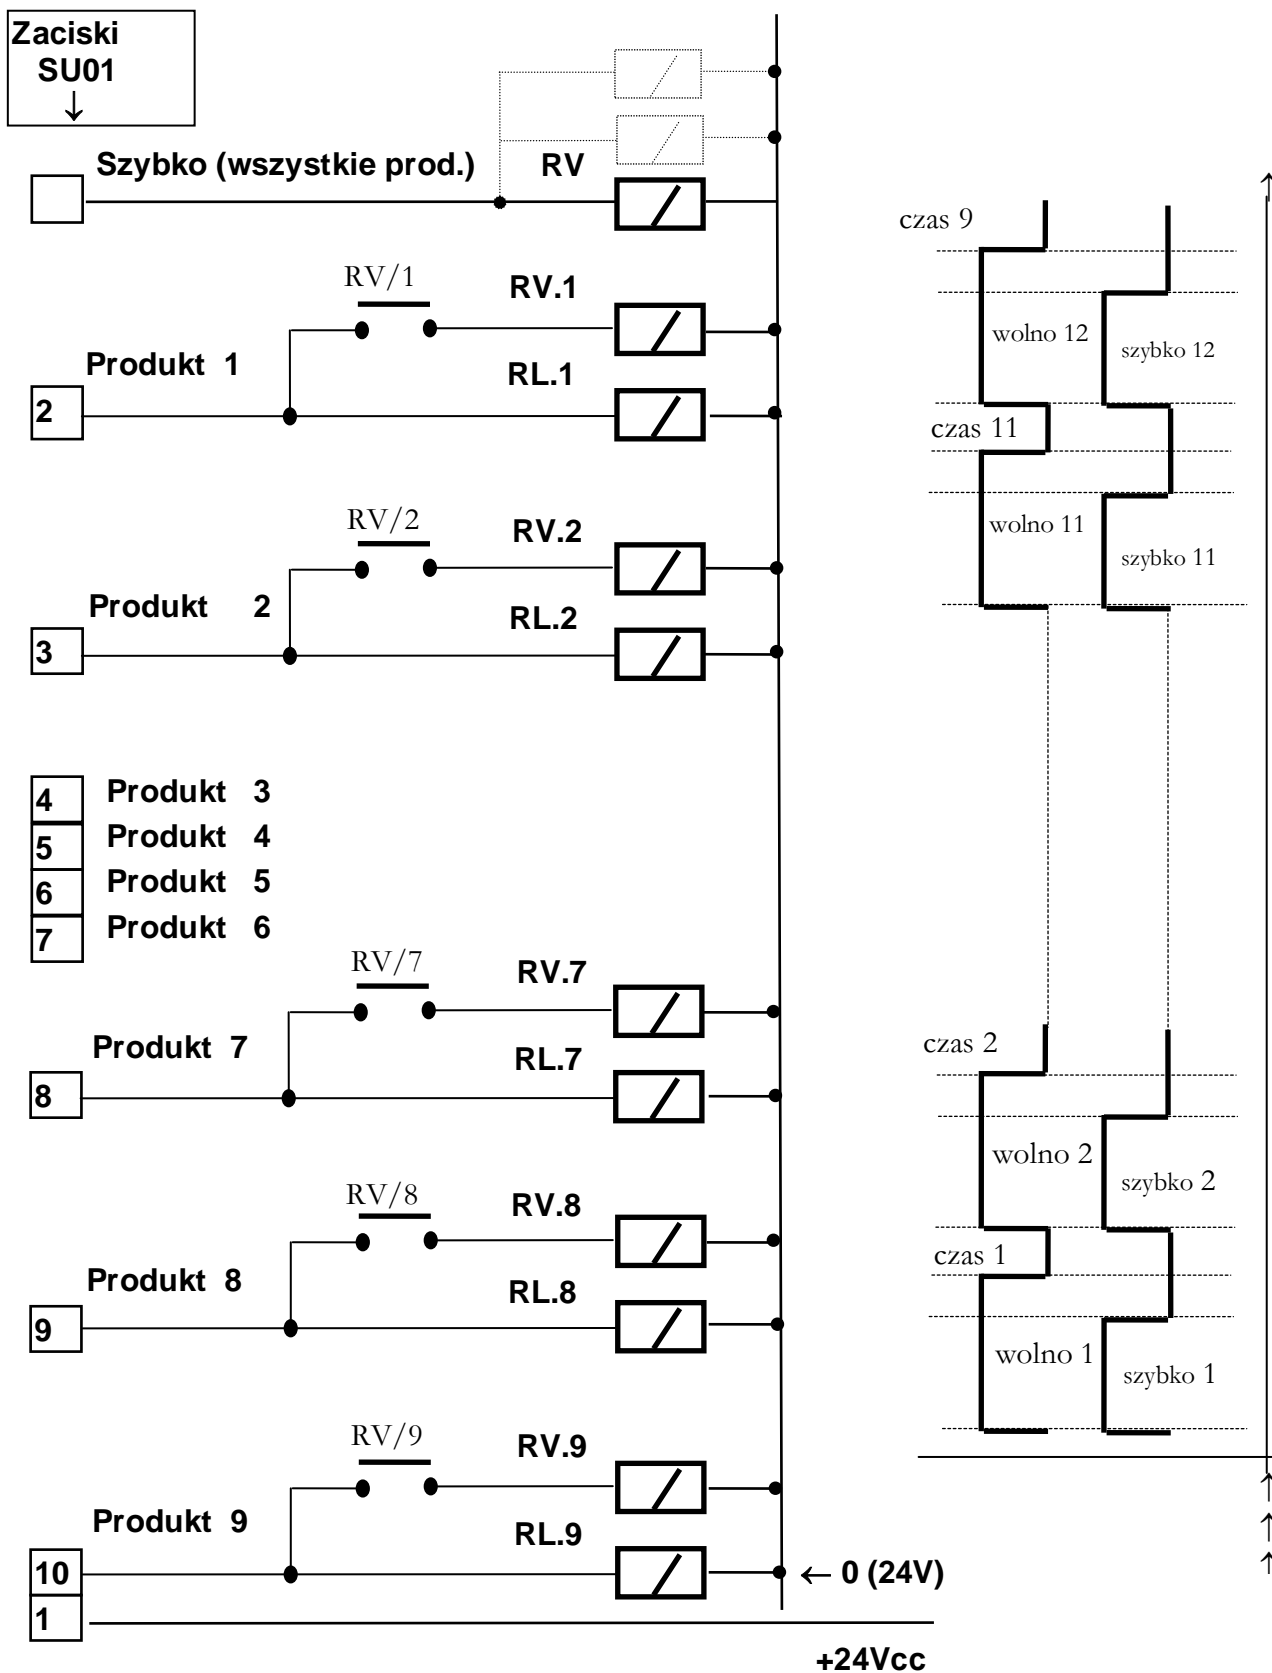 Zaciski
SU01
↓
Szybko (wszystkie prod.) RV
RV/1 RV.1
Produkt 1 RL.1
2
RV/2 RV.2
Produkt 2 RL.2
3
4 Produkt 3
5 Produkt 4
6 Produkt 5
7 Produkt 6
RV/7 RV.7
Produkt 7 RL.7
8
RV/8 RV.8
Produkt 8 RL.8
9
RV/9 RV.9
Produkt 9 RL.9
10 ← 0 (24V)
1
+24Vcc
czas 9
wolno 12 szybko 12
czas 11
wolno 11 szybko 11
czas 2
wolno 2 szybko 2
czas 1
wolno 1 szybko 1